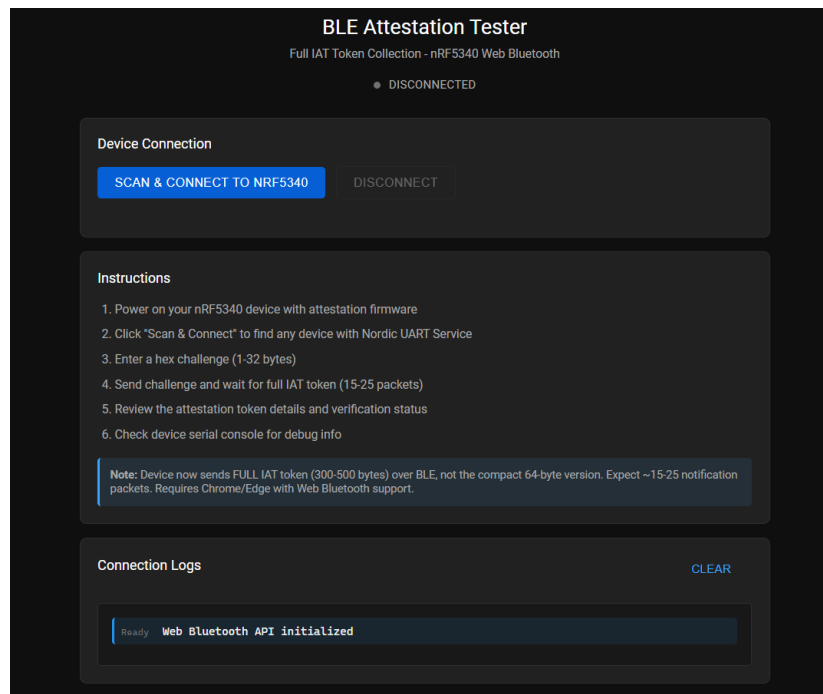 BLE Attestation Tester
Full IAT Token Collection - nRF5340 Web Bluetooth
DISCONNECTED
Device Connection
SCAN & CONNECT TO NRF5340
DISCONNECT
Instructions
1. Power on your nRF5340 device with attestation firmware
2. Click "Scan & Connect" to find any device with Nordic UART Service
3. Enter a hex challenge (1-32 bytes)
4. Send challenge and wait for full IAT token (15-25 packets)
5. Review the attestation token details and verification status
6. Check device serial console for debug info
Note: Device now sends FULL IAT token (300-500 bytes) over BLE, not the compact 64-byte version. Expect ~15-25 notification
packets. Requires Chrome/Edge with Web Bluetooth support.
Connection Logs
CLEAR
Ready Web Bluetooth API initialized